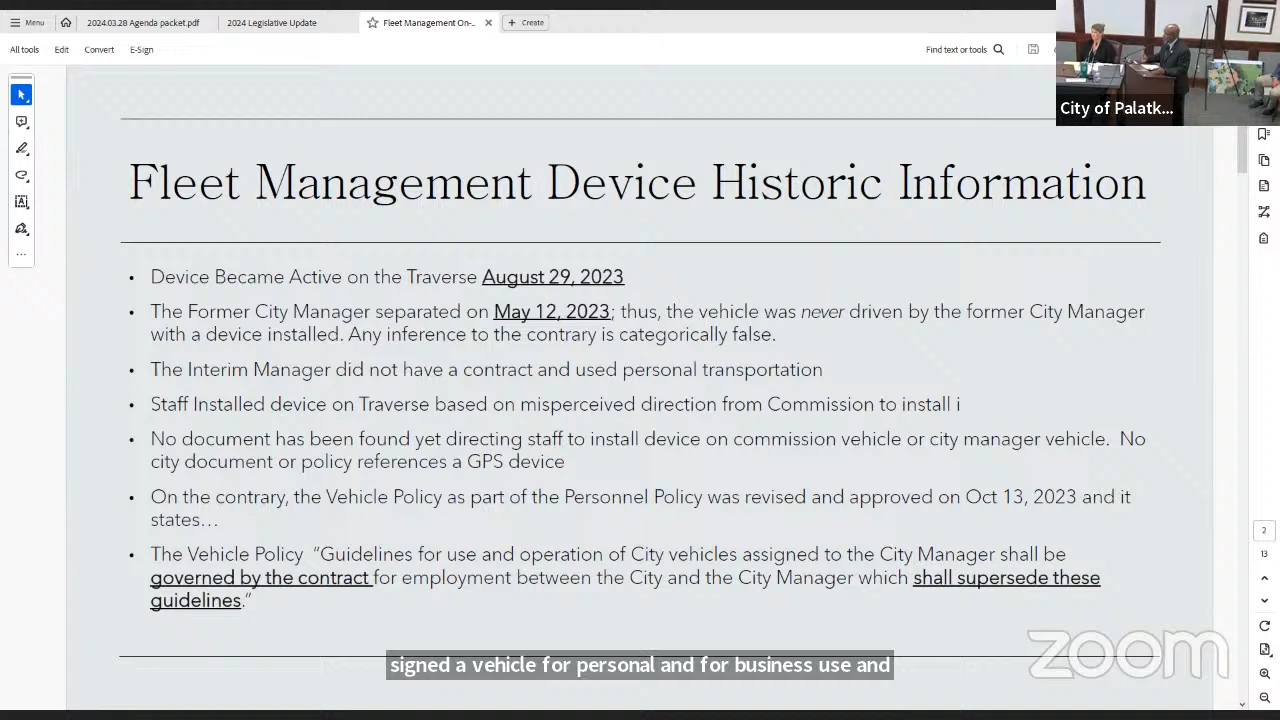 Menu
2024.03.28 Agenda packet.pdf
2024 Legislative Update
Fleet Management On-...
Create
All tools
Edit
Convert
E-Sign
Find text or tools
City of Palatk...
Fleet Management Device Historic Information
• Device Became Active on the Traverse August 29, 2023
• The Former City Manager separated on May 12, 2023; thus, the vehicle was never driven by the former City Manager
with a device installed. Any inference to the contrary is categorically false.
• The Interim Manager did not have a contract and used personal transportation
• Staff Installed device on Traverse based on misperceived direction from Commission to install i
• No document has been found yet directing staff to install device on commission vehicle or city manager vehicle. No
city document or policy references a GPS device
• On the contrary, the Vehicle Policy as part of the Personnel Policy was revised and approved on Oct 13, 2023 and it
states…
• The Vehicle Policy “Guidelines for use and operation of City vehicles assigned to the City Manager shall be
governed by the contract for employment between the City and the City Manager which shall supersede these
guidelines.”
2
13
zoom
signed a vehicle for personal and for business use and